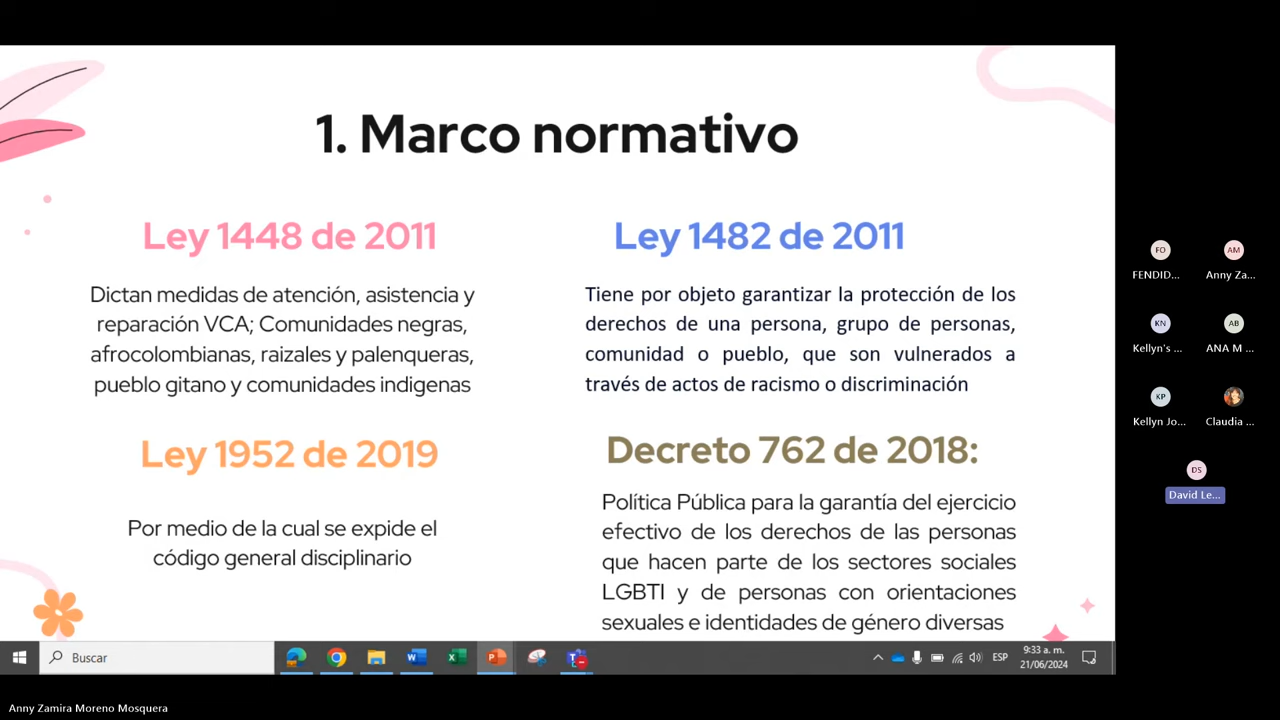 1. Marco normativo
Ley 1448 de 2011
Dictan medidas de atención, asistencia y
reparación VCA; Comunidades negras,
afrocolombianas, raizales y palenqueras,
pueblo gitano y comunidades indigenas
Ley 1482 de 2011
Tiene por objeto garantizar la protección de los
derechos de una persona, grupo de personas,
comunidad o pueblo, que son vulnerados a
través de actos de racismo o discriminación
Ley 1952 de 2019
Por medio de la cual se expide el
código general disciplinario
Decreto 762 de 2018:
Política Pública para la garantía del ejercicio
efectivo de los derechos de las personas
que hacen parte de los sectores sociales
LGBTI y de personas con orientaciones
sexuales e identidades de género diversas
FO
FENDID...
AM
Anny Za...
KN
Kellyn's ...
AB
ANA M ...
KP
Kellyn Jo...
Claudia ...
DS
David Le...
Buscar
ESP
9:33 a. m.
21/06/2024
Anny Zamira Moreno Mosquera